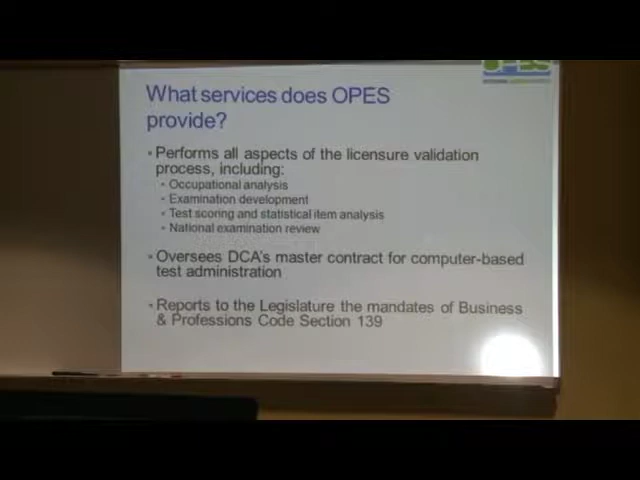 OPES
What services does OPES
provide?
• Performs all aspects of the licensure validation
process, including:
• Occupational analysis
• Examination development
• Test scoring and statistical item analysis
• National examination review
• Oversees DCA's master contract for computer-based
test administration
• Reports to the Legislature the mandates of Business
& Professions Code Section 139